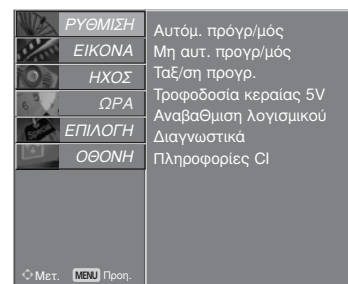 ΡΥΘΜΙΣΗ
ΕΙΚΟΝΑ
ΗΧΟΣ
ΩΡΑ
ΕΠΙΛΟΓΗ
ΟΘΟΝΗ
Αυτόμ. πρόγρ/μός
Μη αυτ. προγρ/μός
Ταξ/ση προγρ.
Τροφοδοσία κεραίας 5V
ΑναβαΘμιση λογισμικού
Διαγνωστικά
Πληροφορίες CI
Μετ. MENU Προη.